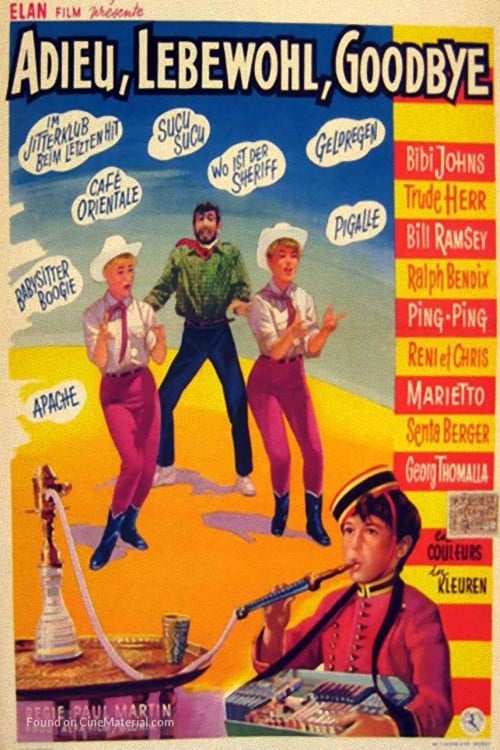 ELAN FILM présente
ADIEU, LEBEWOHL, GOODBYE
IM
JITTERKLUB
BEIM LETZTEN HIT
SUCU
SUCU
WO IST DER
SHERIFF
GELDREGEN
CAFÉ
ORIENTALE
PIGALLE
BABYSITTER
BOOGIE
APACHE
BIBI JOHNS
TRUDE HERR
BILL RAMSEY
RALPH BENDIX
PING-PING
RENI et CHRIS
MARIETTO
SENTA BERGER
GEORG THOMALLA
en
COULEURS
in
KLEUREN
REGIE PAUL MARTIN
Found on CineMaterial.com